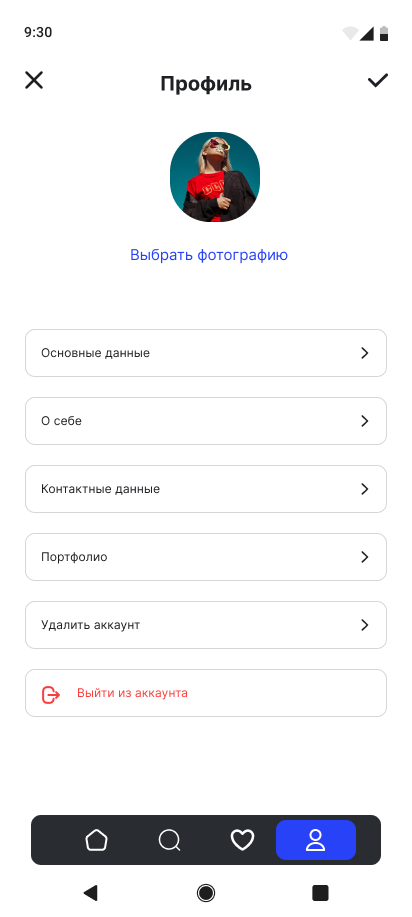 9:30
Профиль
Выбрать фотографию
Основные данные
О себе
Контактные данные
Портфолио
Удалить аккаунт
Выйти из аккаунта